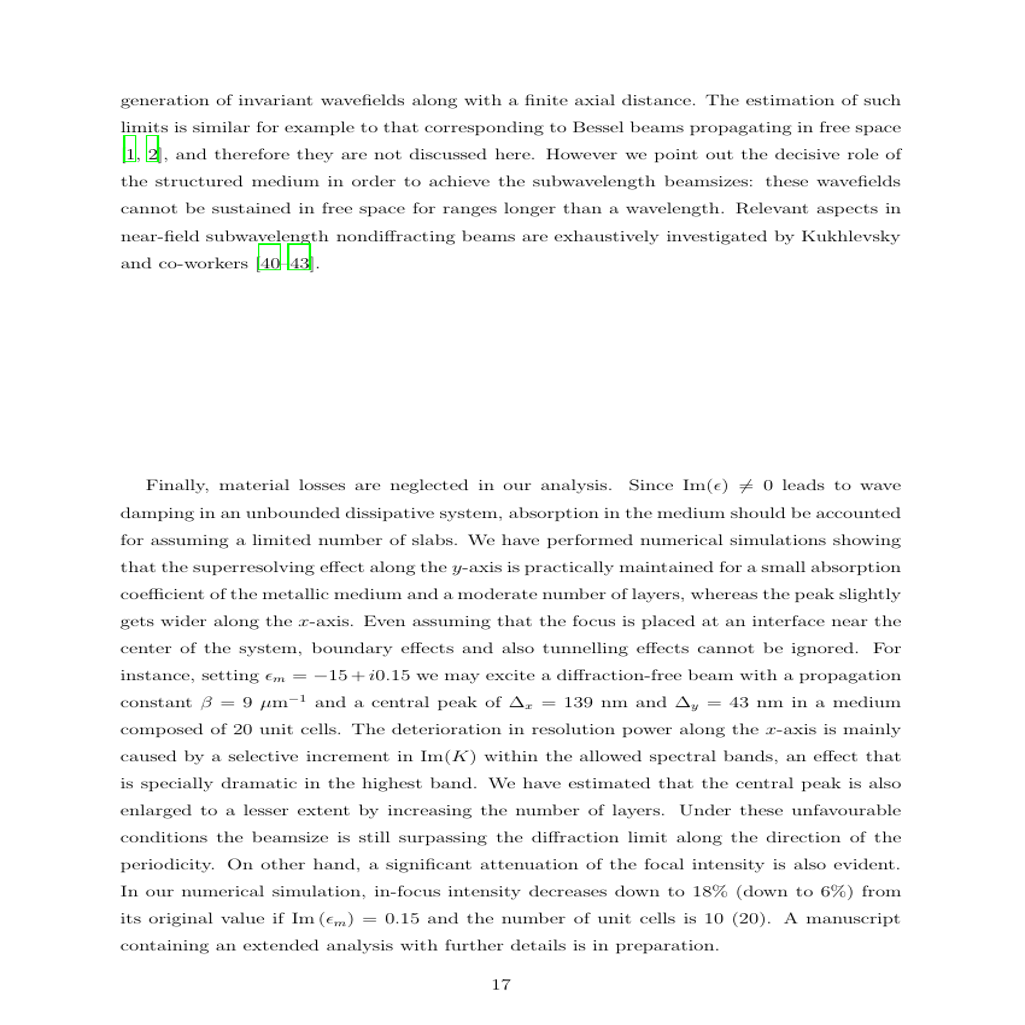 generation of invariant wavefields along with a finite axial distance. The estimation of such
limits is similar for example to that corresponding to Bessel beams propagating in free space
[1, 2], and therefore they are not discussed here. However we point out the decisive role of
the structured medium in order to achieve the subwavelength beamsizes: these wavefields
cannot be sustained in free space for ranges longer than a wavelength. Relevant aspects in
near-field subwavelength nondiffracting beams are exhaustively investigated by Kukhlevsky
and co-workers [40–43].
Finally, material losses are neglected in our analysis. Since Im(ϵ) ≠ 0 leads to wave
damping in an unbounded dissipative system, absorption in the medium should be accounted
for assuming a limited number of slabs. We have performed numerical simulations showing
that the superresolving effect along the y-axis is practically maintained for a small absorption
coefficient of the metallic medium and a moderate number of layers, whereas the peak slightly
gets wider along the x-axis. Even assuming that the focus is placed at an interface near the
center of the system, boundary effects and also tunnelling effects cannot be ignored. For
instance, setting ϵm = −15 + i0.15 we may excite a diffraction-free beam with a propagation
constant β = 9 μm−1 and a central peak of Δx = 139 nm and Δy = 43 nm in a medium
composed of 20 unit cells. The deterioration in resolution power along the x-axis is mainly
caused by a selective increment in Im(K) within the allowed spectral bands, an effect that
is specially dramatic in the highest band. We have estimated that the central peak is also
enlarged to a lesser extent by increasing the number of layers. Under these unfavourable
conditions the beamsize is still surpassing the diffraction limit along the direction of the
periodicity. On other hand, a significant attenuation of the focal intensity is also evident.
In our numerical simulation, in-focus intensity decreases down to 18% (down to 6%) from
its original value if Im (ϵm) = 0.15 and the number of unit cells is 10 (20). A manuscript
containing an extended analysis with further details is in preparation.
17